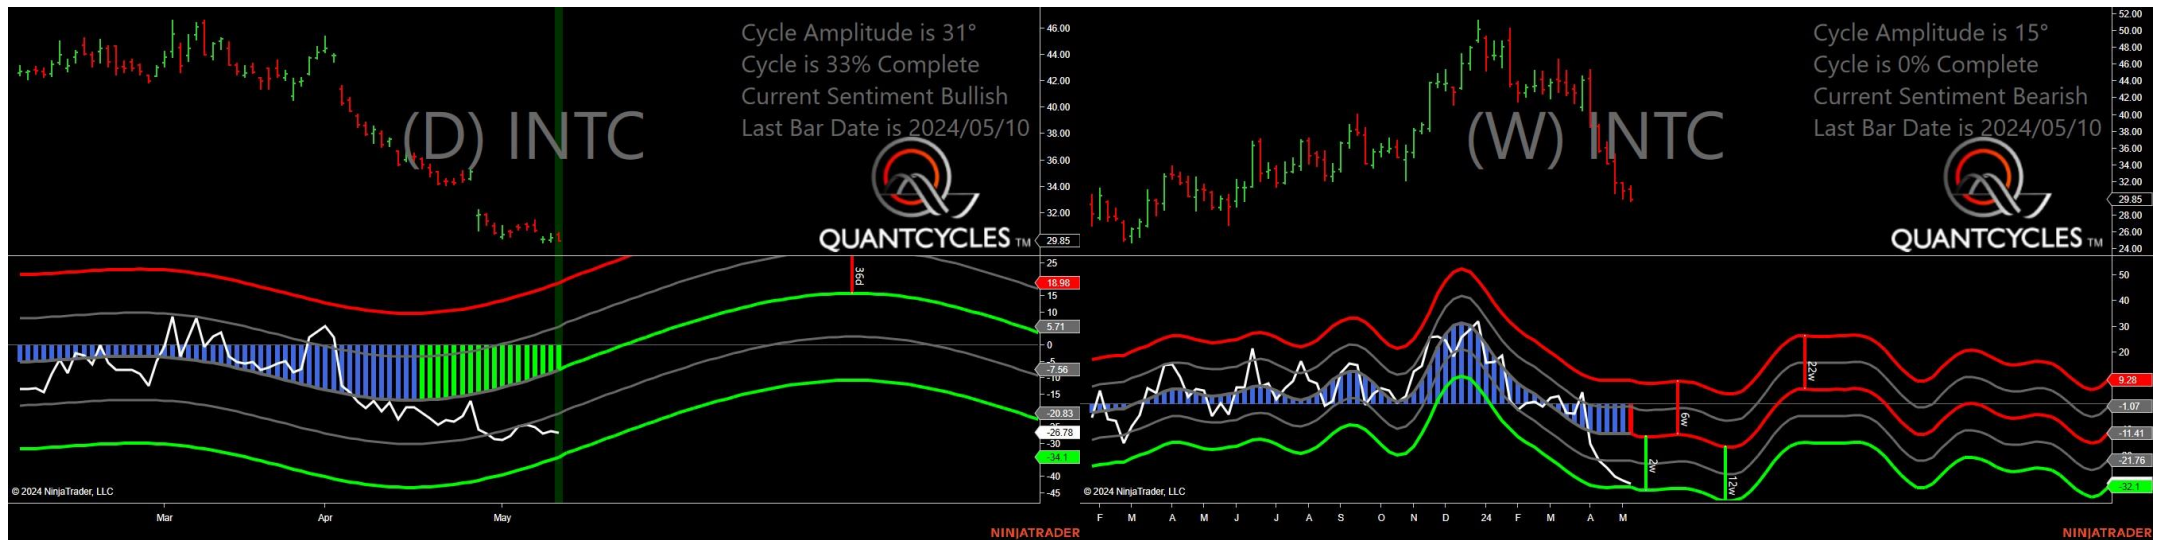 Cycle Amplitude is 31°
Cycle is 33% Complete
Current Sentiment Bullish
Last Bar Date is 2024/05/10
(D) INTC
QUANTCYCLES TM
46.00
44.00
42.00
40.00
38.00
36.00
34.00
32.00
29.85
36d
25
18.98
15
10
5.71
0
-5
-7.56
-10
-15
-20.83
-26.78
-30
-34.1
-40
-45
© 2024 NinjaTrader, LLC
Mar Apr May
NINJATRADER
Cycle Amplitude is 15°
Cycle is 0% Complete
Current Sentiment Bearish
Last Bar Date is 2024/05/10
(W) INTC
QUANTCYCLES TM
52.00
50.00
48.00
46.00
44.00
42.00
40.00
38.00
36.00
34.00
32.00
29.85
28.00
26.00
24.00
22w
6w
2w
12w
50
40
30
20
9.28
-1.07
-11.41
-21.76
-32.1
© 2024 NinjaTrader, LLC
F M A M J J A S O N D 24 F M A M
NINJATRADER